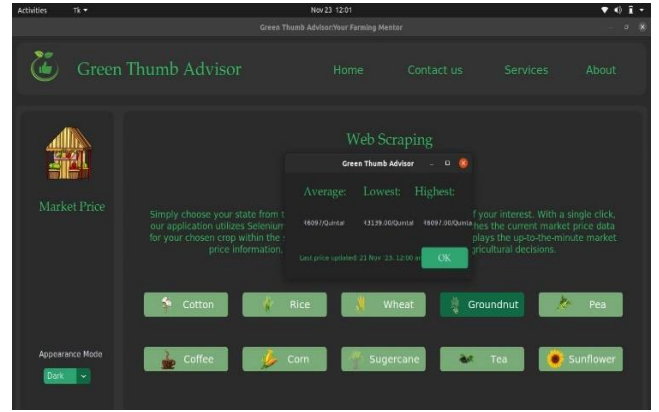 Activities Tk Nov 23 12:01
Green Thumb Advisor:Your Farming Mentor
Green Thumb Advisor Home Contact us Services About
Market Price
Web Scraping
Simply choose your state from t
f your interest. With a single click,
our application utilizes Selenium
hes the current market price data
for your chosen crop within the s
plays the up-to-the-minute market
price information.
gricultural decisions.
Green Thumb Advisor
Average: Lowest: Highest:
₹6097/Quintal ₹3139.00/Quintal ₹6097.00/Quinta
Last price updated: 21 Nov '23, 12:00 am
OK
Cotton Rice Wheat Groundnut Pea
Coffee Corn Sugercane Tea Sunflower
Appearance Mode
Dark